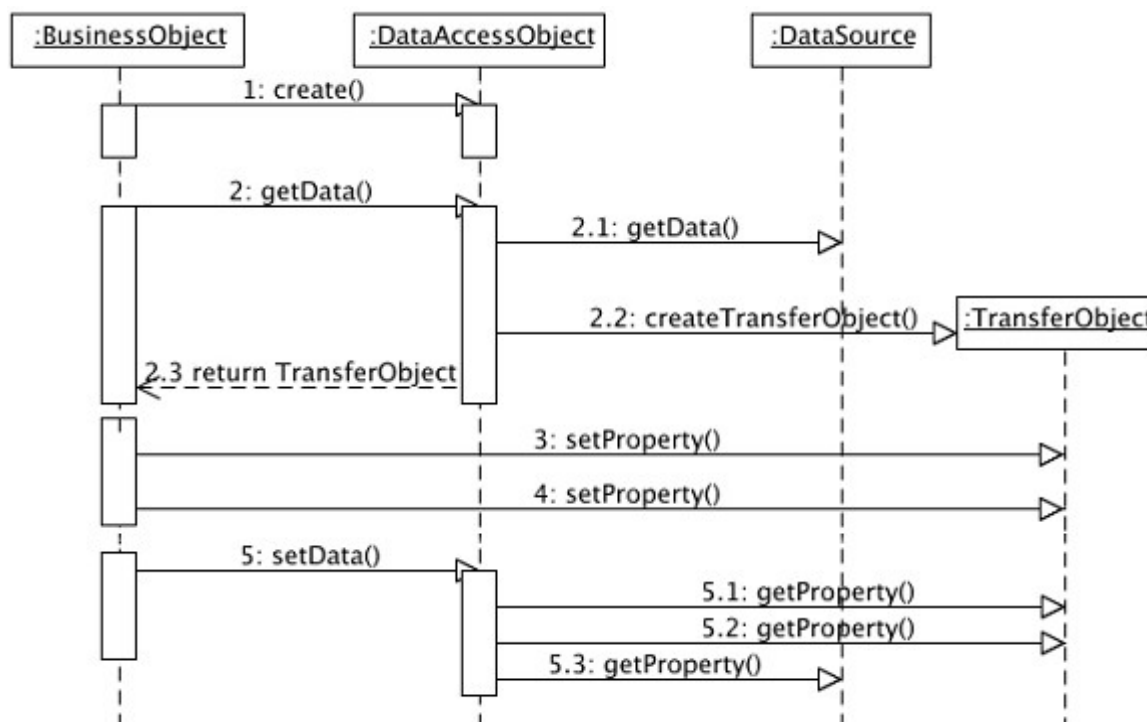 :BusinessObject
:DataAccessObject
:DataSource
1: create()
2: getData()
2.1: getData()
2.2: createTransferObject()
:TransferObject
2.3 return TransferObject
3: setProperty()
4: setProperty()
5: setData()
5.1: getProperty()
5.2: getProperty()
5.3: getProperty()